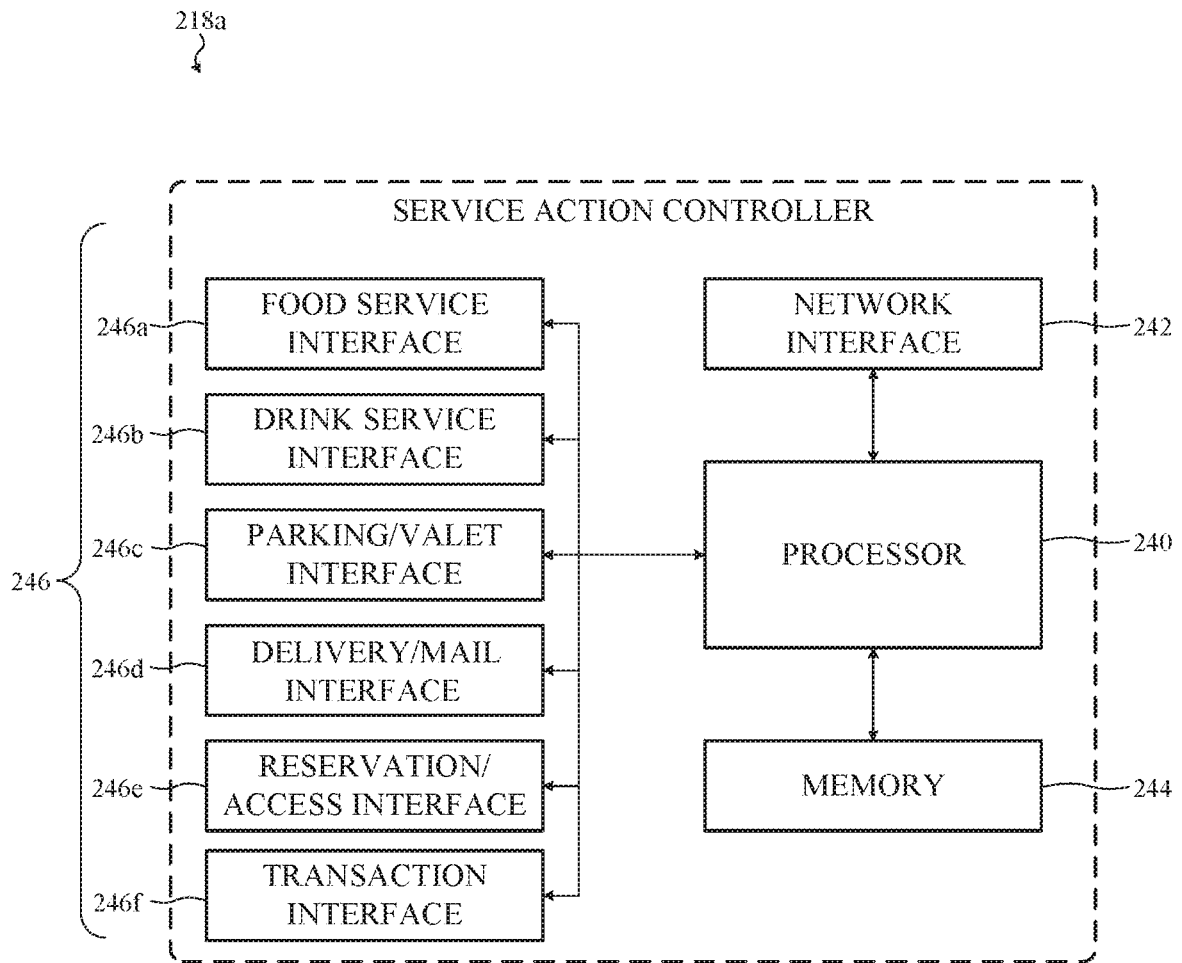 218a
SERVICE ACTION CONTROLLER
246
246a
FOOD SERVICE
INTERFACE
246b
DRINK SERVICE
INTERFACE
246c
PARKING/VALET
INTERFACE
246d
DELIVERY/MAIL
INTERFACE
246e
RESERVATION/
ACCESS INTERFACE
246f
TRANSACTION
INTERFACE
NETWORK
INTERFACE
242
PROCESSOR
240
MEMORY
244